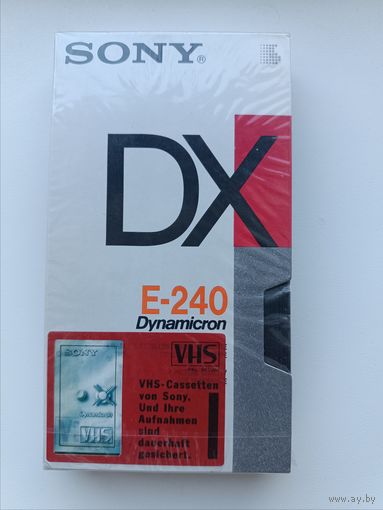 SONY®
DX
E-240
Dynamicron
VHS
SONY
Dynamicron
VHS
VHS-Cassetten
von Sony.
Und Ihre
Aufnahmen
sind
dauerhaft
gesichert.
www.ay.by